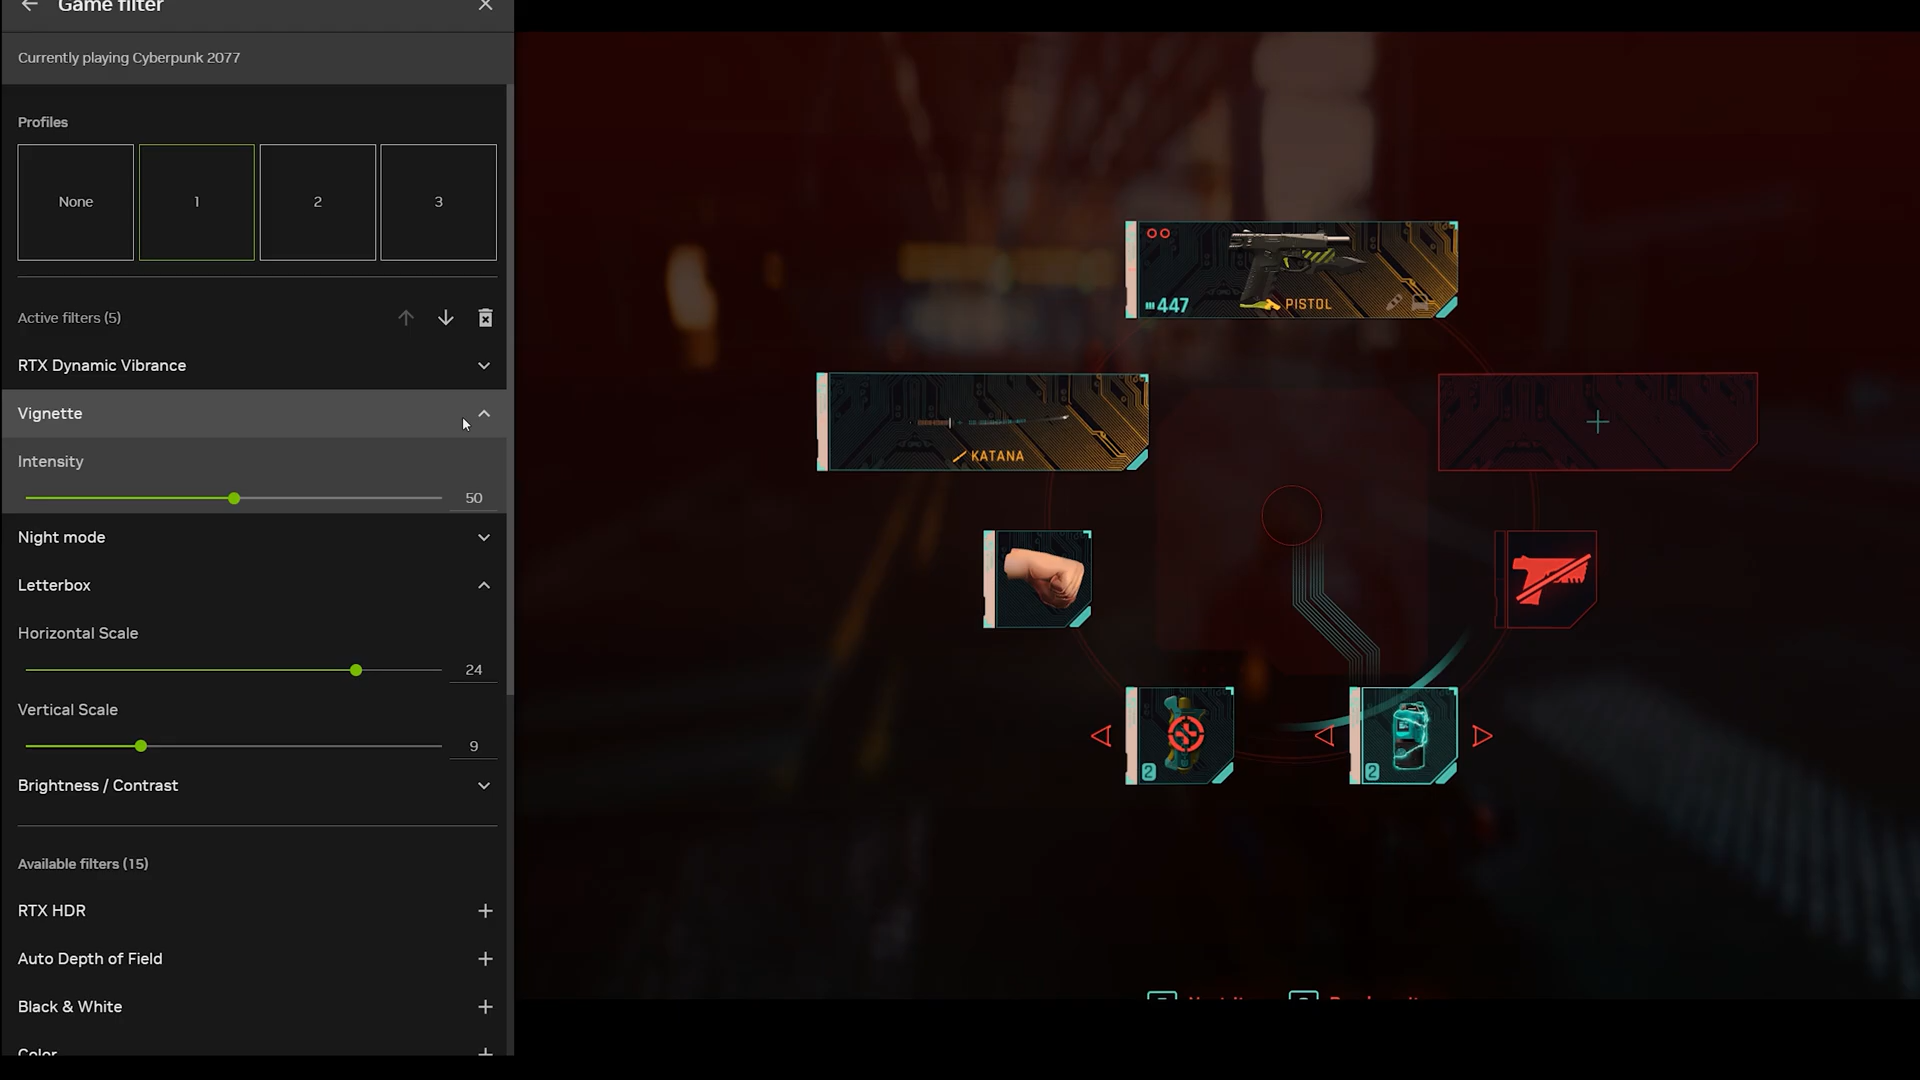 Game filter
Currently playing Cyberpunk 2077
Profiles
None
1
2
3
Active filters (5)
RTX Dynamic Vibrance
Vignette
Intensity
50
Night mode
Letterbox
Horizontal Scale
24
Vertical Scale
9
Brightness / Contrast
Available filters (15)
RTX HDR
Auto Depth of Field
Black & White
Color
447
PISTOL
KATANA
2
2